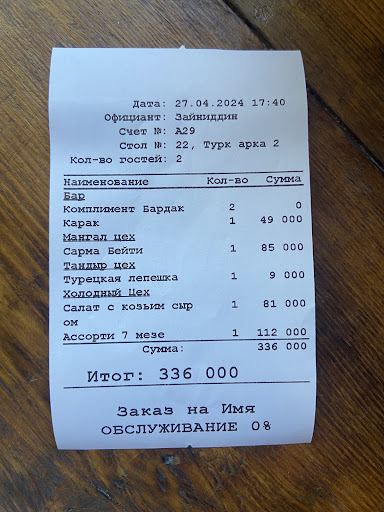 Дата: 27.04.2024 17:40
Официант: Зайниддин
Счет №: A29
Стол №: 22, Турк арка 2
Кол-во гостей: 2
Наименование Кол-во Сумма
Бар
Комплимент Бардак 2 0
Карак 1 49 000
Мангал цех
Сарма Бейти 1 85 000
Тандыр цех
Турецкая лепешка 1 9 000
Холодный Цех
Салат с козьим сыр 1 81 000
ом
Ассорти 7 мезе 1 112 000
Сумма: 336 000
Итог: 336 000
Заказ на Имя
ОБСЛУЖИВАНИЕ 0%